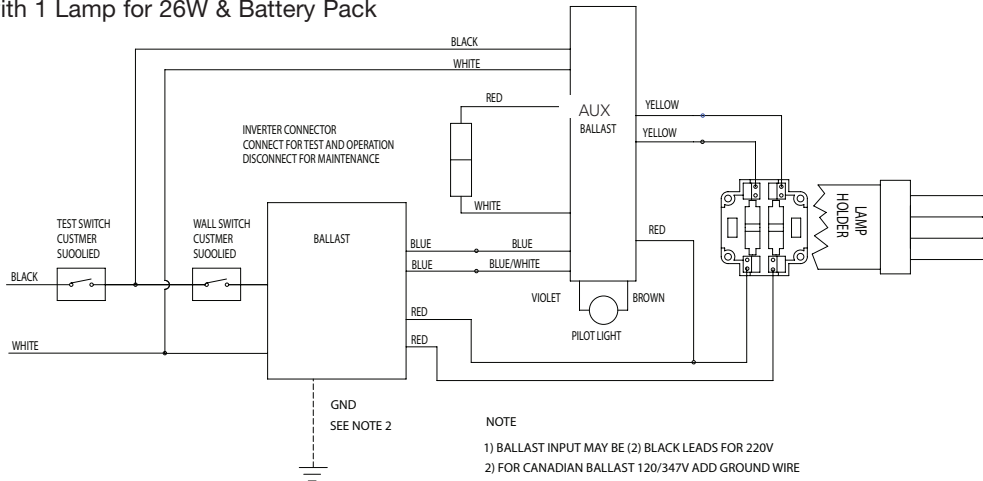 ith 1 Lamp for 26W & Battery Pack
BLACK
WHITE
RED
AUX
BALLAST
YELLOW
YELLOW
INVERTER CONNECTOR
CONNECT FOR TEST AND OPERATION
DISCONNECT FOR MAINTENANCE
WHITE
LAMP
HOLDER
TEST SWITCH
CUSTMER
SUOOLIED
WALL SWITCH
CUSTMER
SUOOLIED
BALLAST
BLUE
BLUE
RED
BLUE
BLUE/WHITE
BLACK
VIOLET
BROWN
RED
PILOT LIGHT
WHITE
RED
GND
SEE NOTE 2
NOTE
1) BALLAST INPUT MAY BE (2) BLACK LEADS FOR 220V
2) FOR CANADIAN BALLAST 120/347V ADD GROUND WIRE